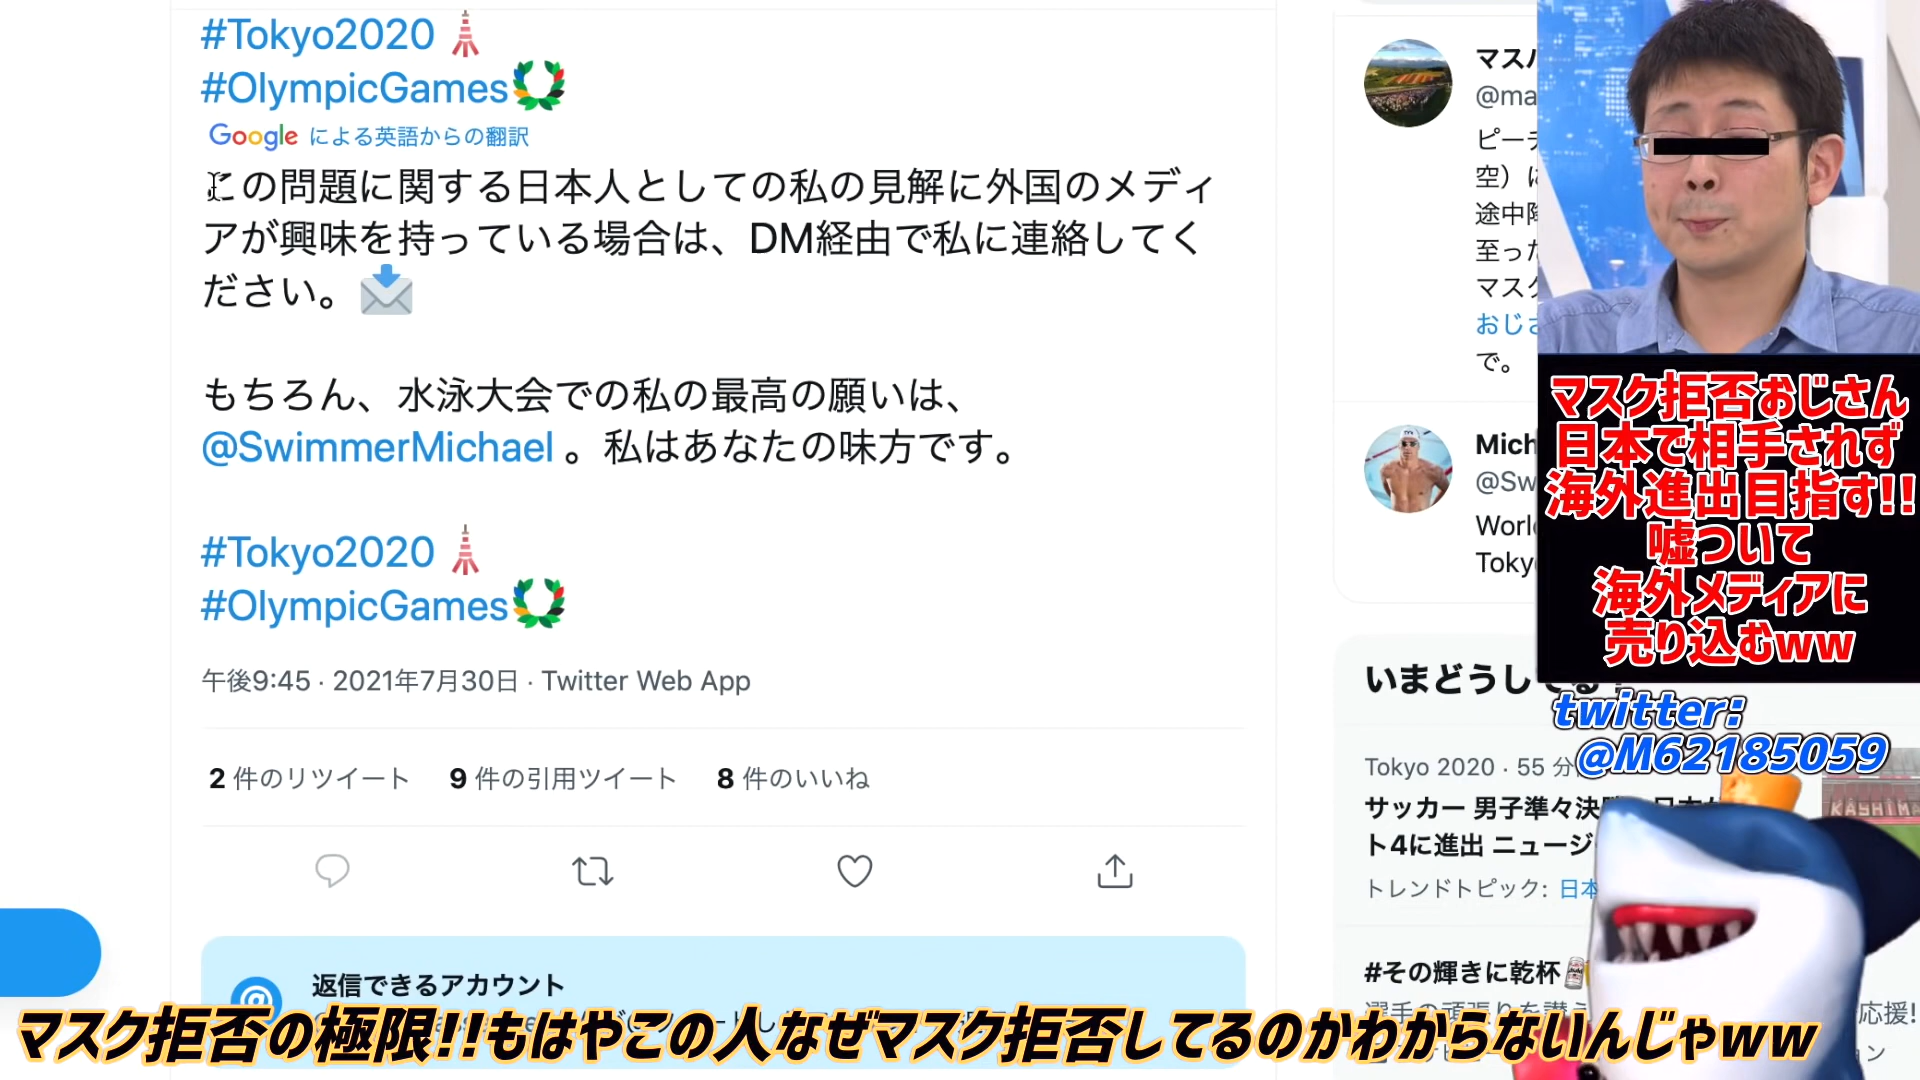 #Tokyo2020
#OlympicGames
Google による英語からの翻訳
この問題に関する日本人としての私の見解に外国のメディ
アが興味を持っている場合は、DM経由で私に連絡してく
ださい。
もちろん、水泳大会での私の最高の願いは、
@SwimmerMichael 。私はあなたの味方です。
#Tokyo2020
#OlympicGames
午後9:45 · 2021年7月30日 · Twitter Web App
2 件のリツイート 9 件の引用ツイート 8 件のいいね
返信できるアカウント
@ma
空）
途中
至った
マスク
おじさ
で。
Mich
@Sw
Toky
いまどうしてる？
Tokyo 2020 · 55 分
サッカー 男子準々決
ト4に進出 ニュージ
トレンドトピック: 日本
#その輝きに乾杯
応援!
KASHIMA
マスク拒否おじさん
日本で相手されず
海外進出目指す!!
嘘ついて
海外メディアに
売り込むww
twitter:
@M62185059
マスク拒否の極限!!もはやこの人なぜマスク拒否してるのかわからないんじゃww